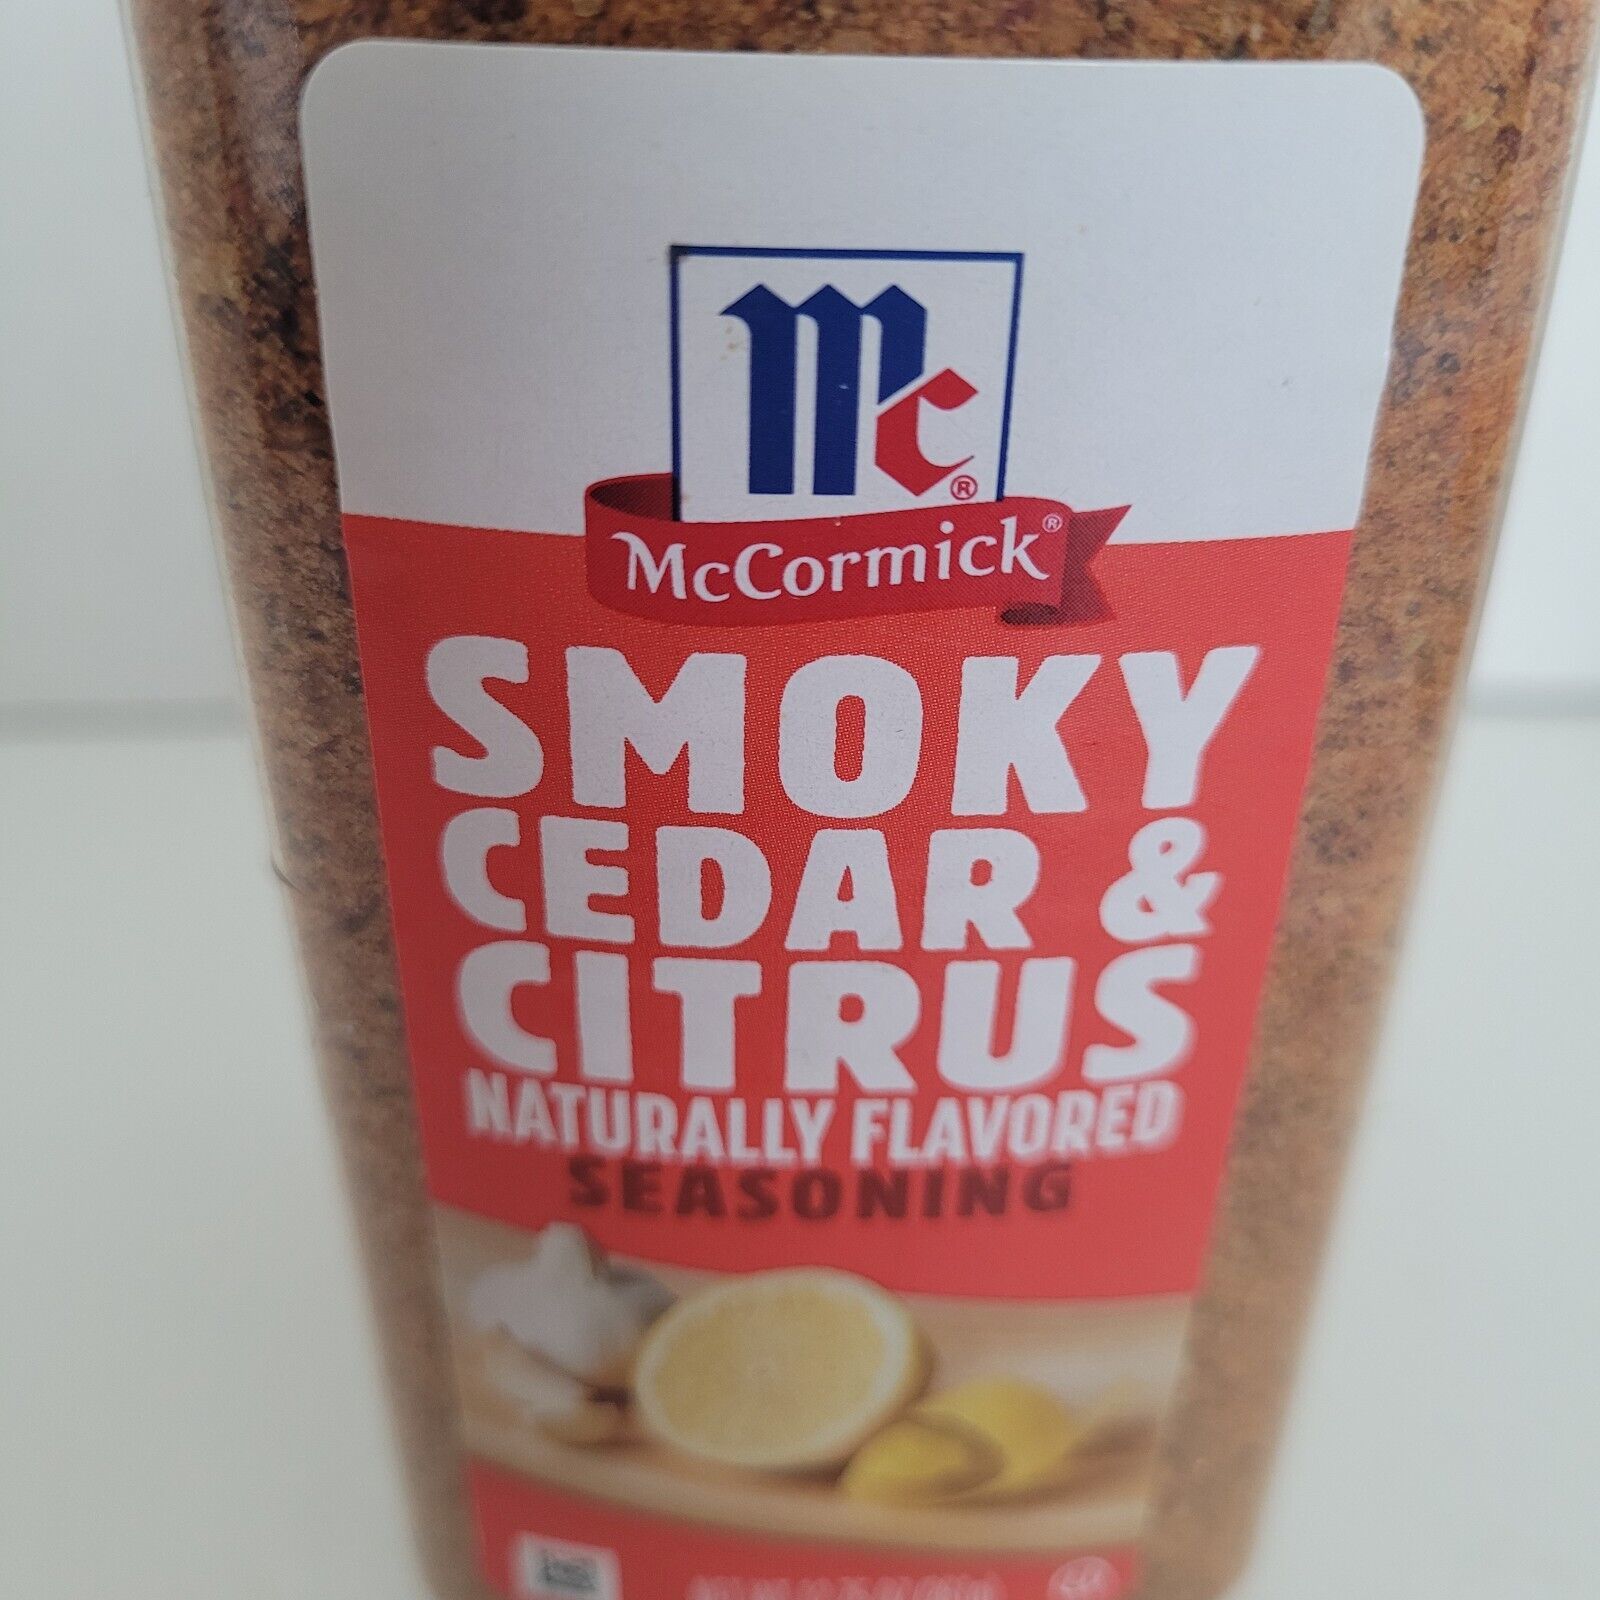 Mc®
McCormick®
SMOKY
CEDAR &
CITRUS
NATURALLY FLAVORED
SEASONING